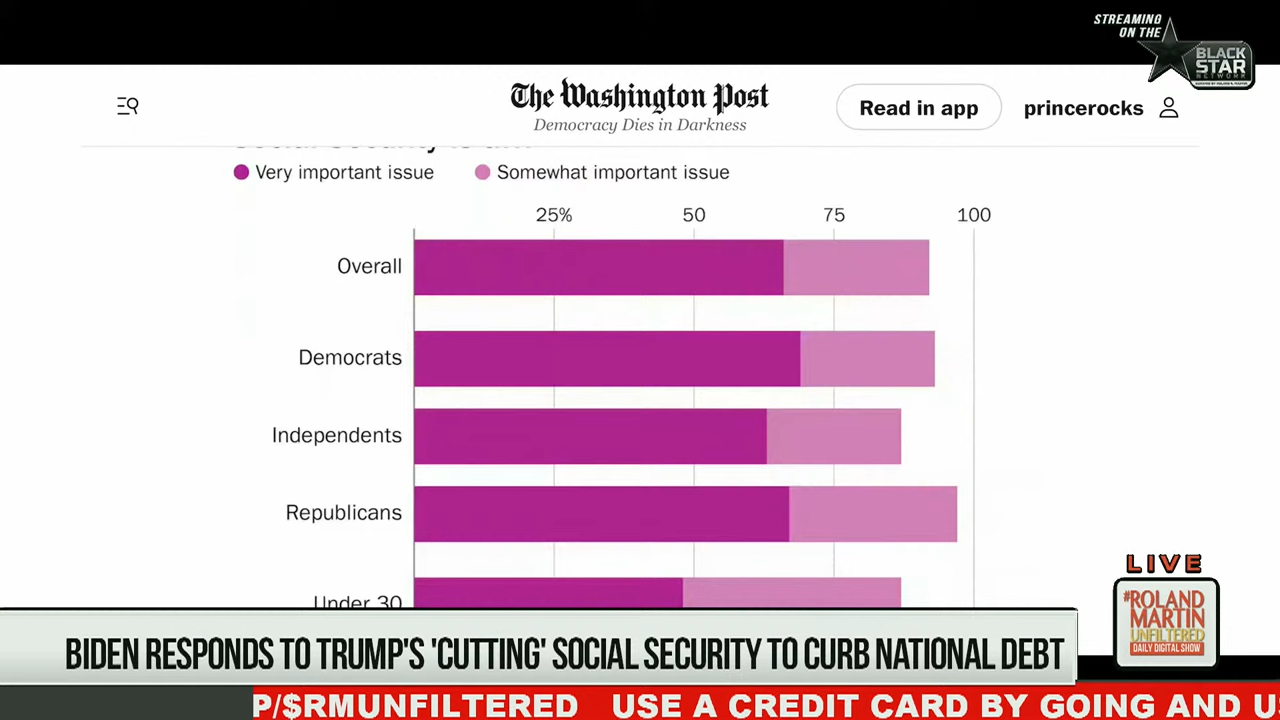 STREAMING
ON THE
BLACK
STAR
NETWORK
The Washington Post
Democracy Dies in Darkness
Read in app
princerocks
Very important issue
Somewhat important issue
25%
50
75
100
Overall
Democrats
Independents
Republicans
Under 30
LIVE
#ROLAND
MARTIN
UNFILTERED
DAILY DIGITAL SHOW
BIDEN RESPONDS TO TRUMP'S 'CUTTING' SOCIAL SECURITY TO CURB NATIONAL DEBT
P/$RMUNFILTERED USE A CREDIT CARD BY GOING AND US